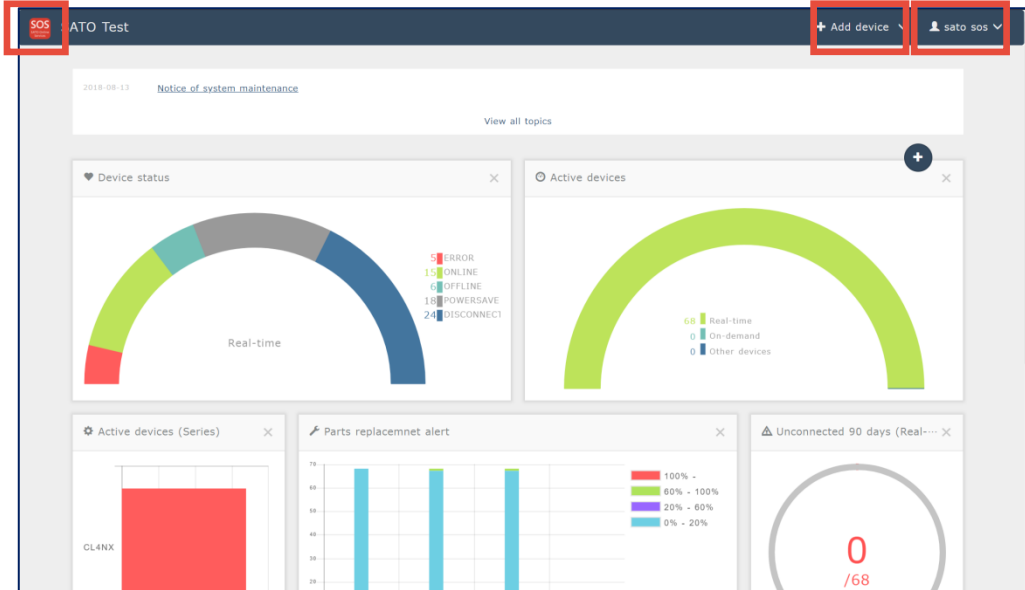 SOS
SATO Test
Add device
sato sos
2018-08-13 Notice of system maintenance
View all topics
Device status
Active devices
5 ERROR
15 ONLINE
6 OFFLINE
18 POWERSAVE
24 DISCONNECT
Real-time
68 Real-time
0 On-demand
0 Other devices
Active devices (Series)
Parts replacemnet alert
Unconnected 90 days (Real-···
CL4NX
70
60
50
40
30
20
100% -
60% - 100%
20% - 60%
0% - 20%
0
/68